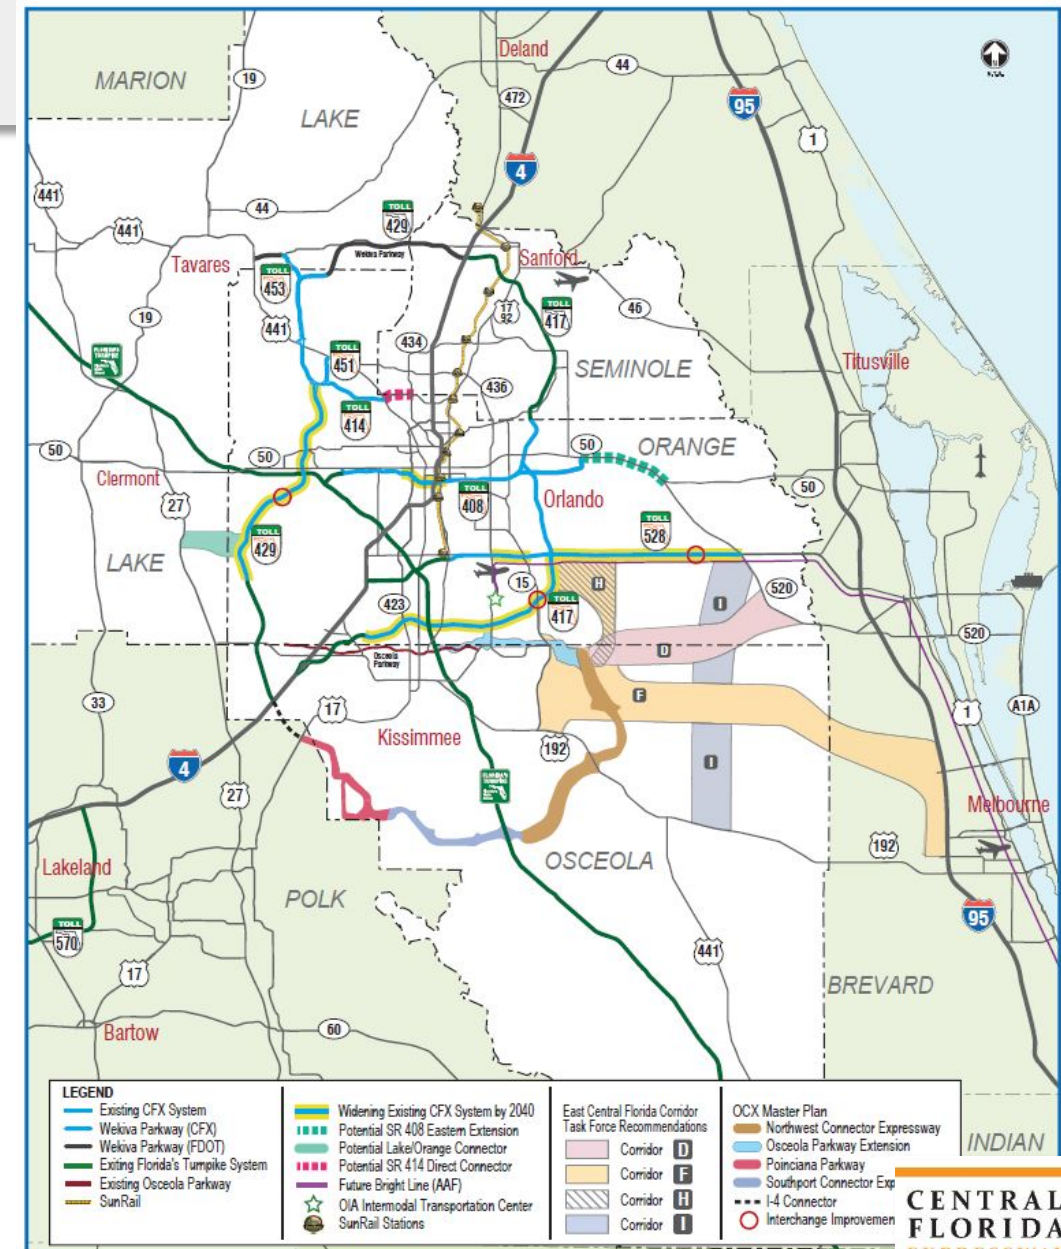 Deland
44
MARION
19
472
95
LAKE
1
4
441
44
TOLL
429
441
Wekiva Parkway
Tavares
Sanford
TOLL
453
17
92
TOLL
417
46
19
441
434
TOLL
451
Titusville
SEMINOLE
436
TOLL
414
50
ORANGE
50
50
Clermont
50
27
TOLL
408
Orlando
TOLL
528
TOLL
429
LAKE
H
15
520
I
423
TOLL
417
520
Osceola
Parkway
D
33
17
F
A1A
1
Kissimmee
192
4
I
27
Melbourne
192
Lakeland
OSCEOLA
POLK
TOLL
570
95
441
17
BREVARD
Bartow
60
LEGEND
Existing CFX System
Wekiva Parkway (CFX)
Wekiva Parkway (FDOT)
Exiting Florida's Turnpike System
Existing Osceola Parkway
SunRail
Widening Existing CFX System by 2040
Potential SR 408 Eastern Extension
Potential Lake/Orange Connector
Potential SR 414 Direct Connector
Future Bright Line (AAF)
OIA Intermodal Transportation Center
SunRail Stations
East Central Florida Corridor
Task Force Recommendations
Corridor D
Corridor F
Corridor H
Corridor I
OCX Master Plan
Northwest Connector Expressway
Osceola Parkway Extension
Poinciana Parkway
Southport Connector Exp
I-4 Connector
Interchange Improvemen
INDIAN
CENTRAL
FLORIDA